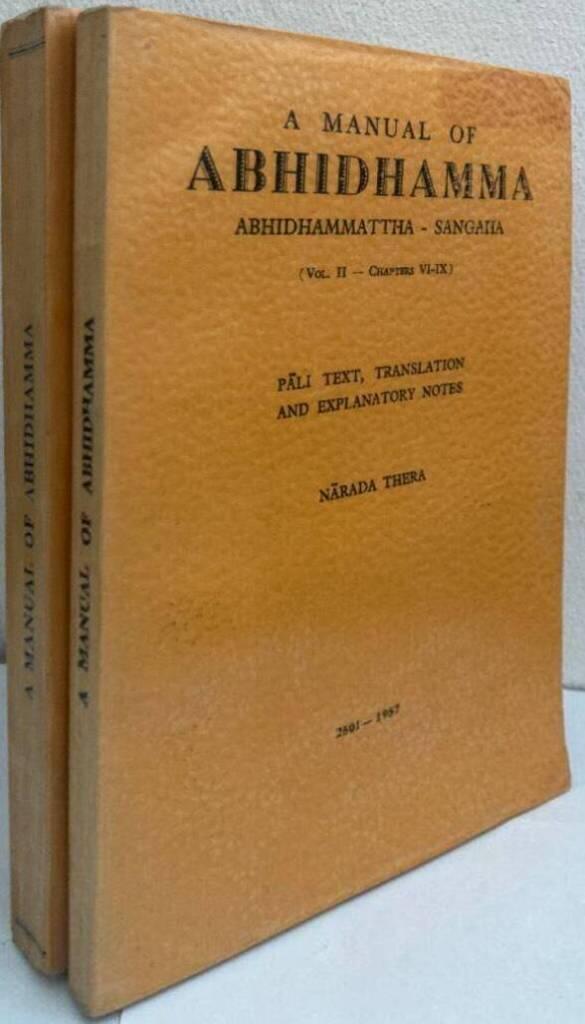 A MANUAL OF
ABHIDHAMMA
ABHIDHAMMATTHA - SANGAHA
(VOL. II — CHAPTERS VI-IX)
PĀLI TEXT, TRANSLATION
AND EXPLANATORY NOTES
NĀRADA THERA
2501 — 1957
A MANUAL OF ABHIDHAMMA
A MANUAL OF ABHIDHAMMA